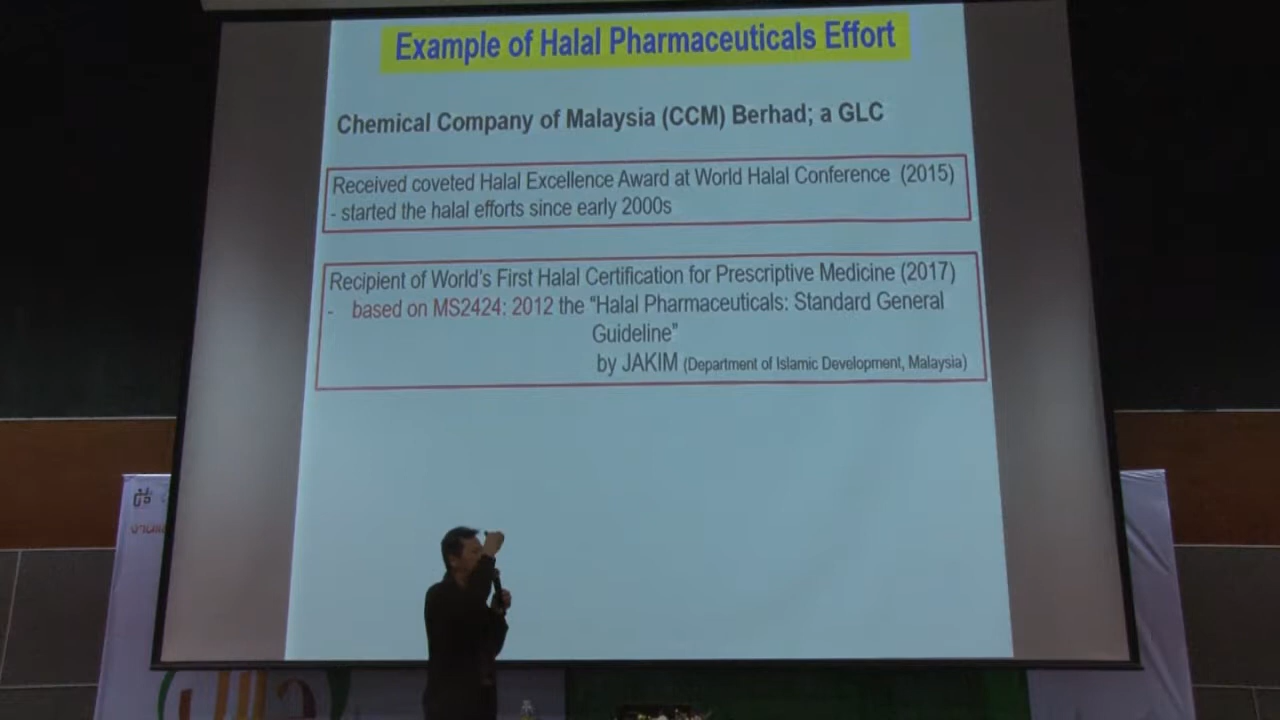 Example of Halal Pharmaceuticals Effort
Chemical Company of Malaysia (CCM) Berhad; a GLC
Received coveted Halal Excellence Award at World Halal Conference (2015)
- started the halal efforts since early 2000s
Recipient of World's First Halal Certification for Prescriptive Medicine (2017)
- based on MS2424: 2012 the “Halal Pharmaceuticals: Standard General
Guideline”
by JAKIM (Department of Islamic Development, Malaysia)